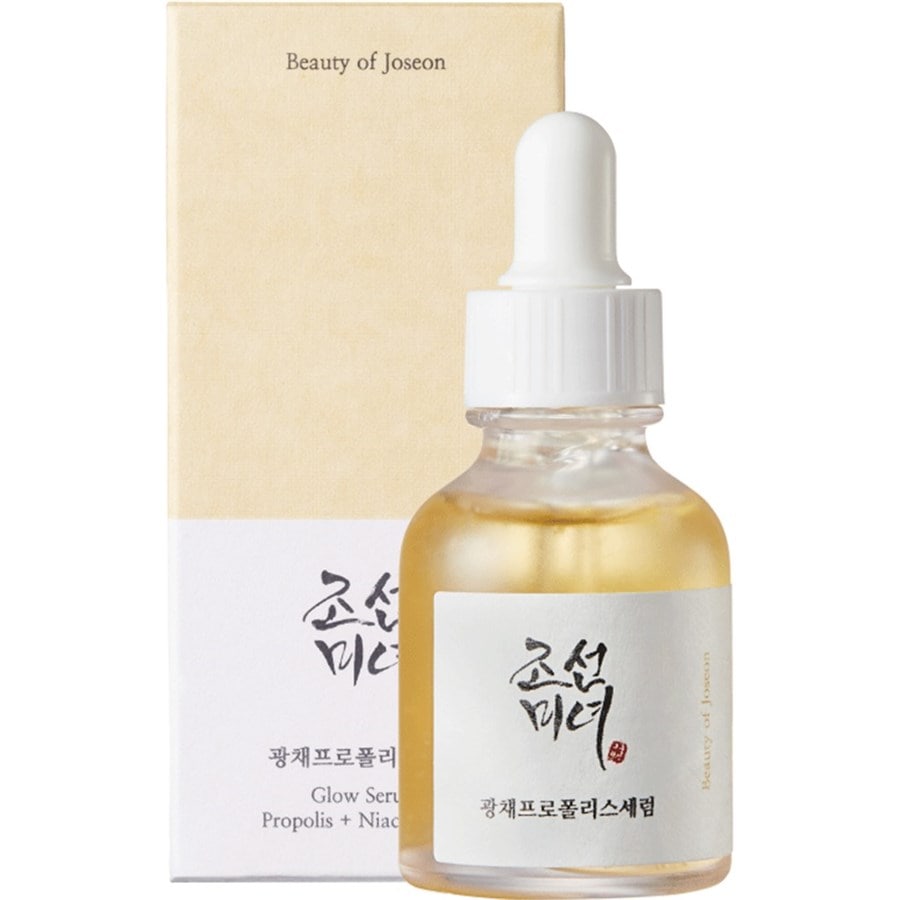 Beauty of Joseon
조선
미녀
광채프로폴리
Glow Seru
Propolis + Niac
조선
미녀
광채프로폴리스세럼
Beauty of Joseon